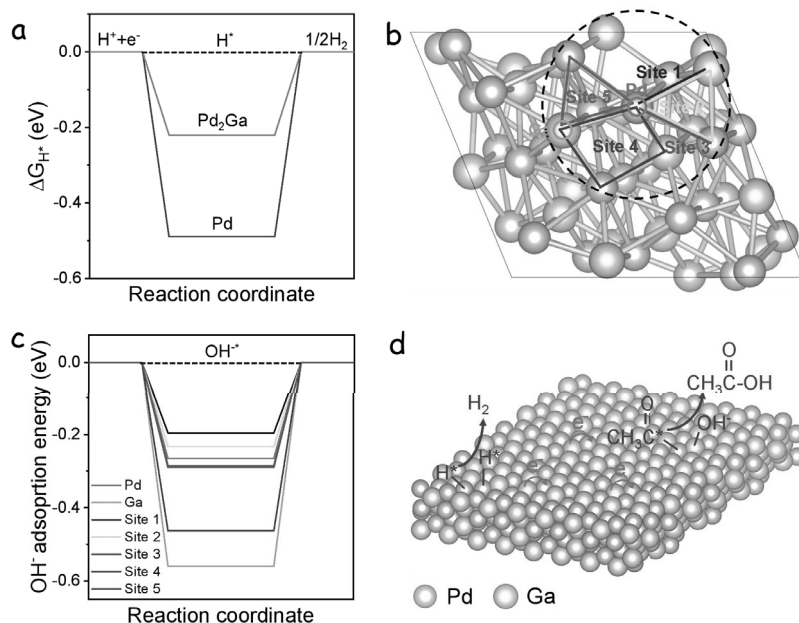 a
H⁺+e⁻ H* 1/2H₂
0.0
-0.2
-0.4
-0.6
ΔG_H* (eV)
Pd₂Ga
Pd
Reaction coordinate
b
Site 1
Site 5
Site 4
Site 3
c
OH⁻*
0.0
-0.2
-0.4
-0.6
OH⁻ adsoprtion energy (eV)
Pd
Ga
Site 1
Site 2
Site 3
Site 4
Site 5
Reaction coordinate
d
O
CH₃C-OH
H₂
O
CH₃C*
OH⁻
H*
H*
e⁻
e⁻
e⁻
Pd Ga